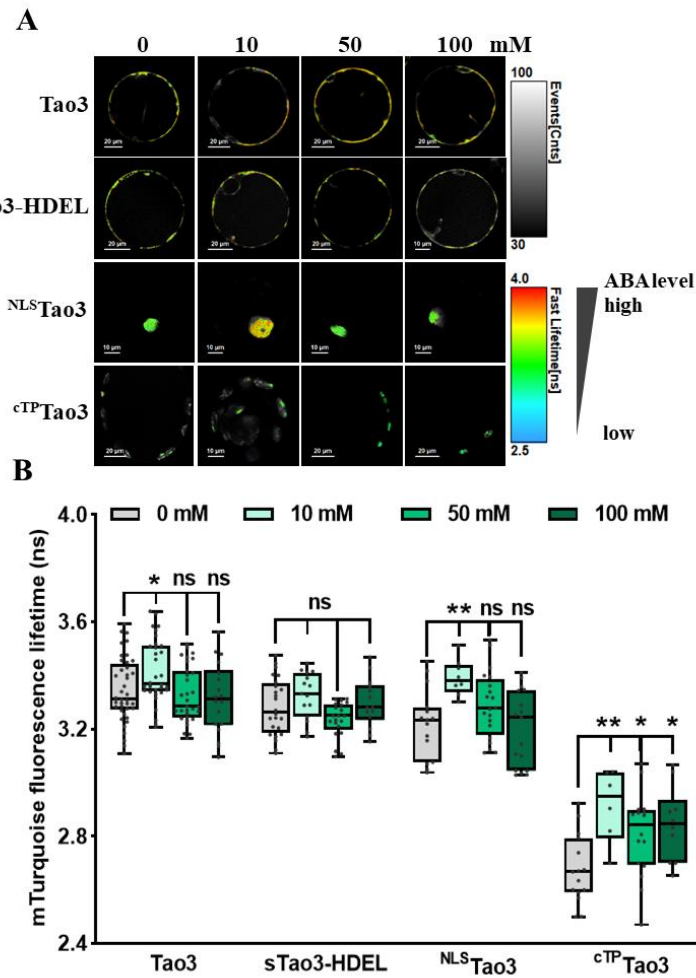 A
0 10 50 100 mM
Tao3
20 µm 20 µm 20 µm 20 µm
o3-HDEL
20 µm 20 µm 20 µm 10 µm
NLSTao3
10 µm 10 µm 10 µm 10 µm
cTPTao3
20 µm 10 µm 20 µm 20 µm
100
Events[Cnts]
30
4.0
Fast Lifetime[ns]
2.5
ABA level
high
low
B
0 mM 10 mM 50 mM 100 mM
mTurquoise fluorescence lifetime (ns)
4.0
3.6
3.2
2.8
2.4
* ns ns
ns
** ns ns
** * *
Tao3 sTao3-HDEL NLSTao3 cTPTao3